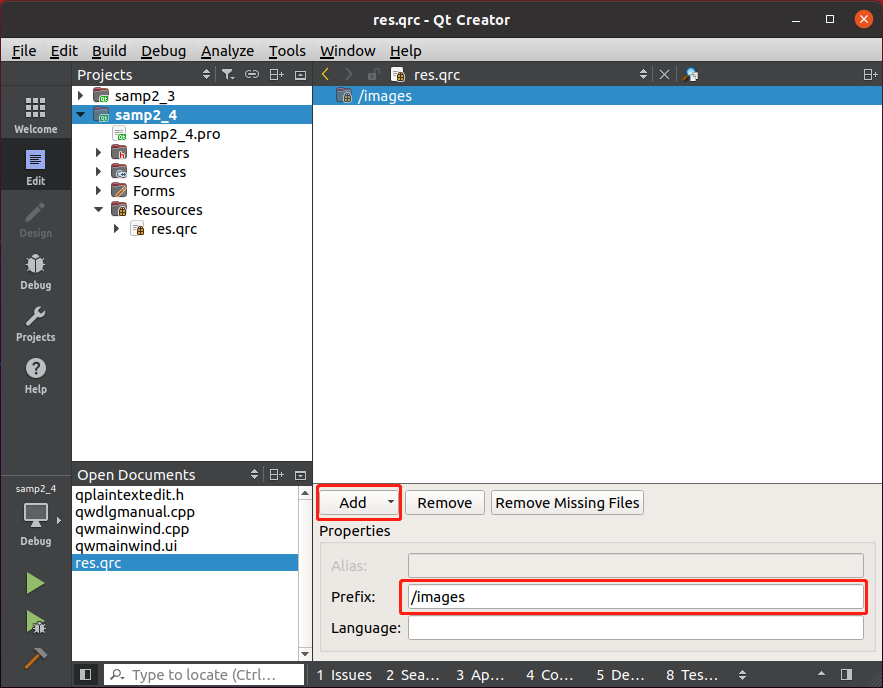 res.qrc - Qt Creator
File Edit Build Debug Analyze Tools Window Help
Projects
res.qrc
Welcome
Edit
Design
Debug
Projects
Help
samp2_3
samp2_4
samp2_4.pro
Headers
Sources
Forms
Resources
res.qrc
/images
Open Documents
qplaintextedit.h
qwdlgmanual.cpp
qwmainwind.cpp
qwmainwind.ui
res.qrc
samp2_4
Debug
Add
Remove
Remove Missing Files
Properties
Alias:
Prefix: /images
Language:
Type to locate (Ctrl...
1 Issues 2 Sea... 3 Ap... 4 Co... 5 De... 8 Tes...